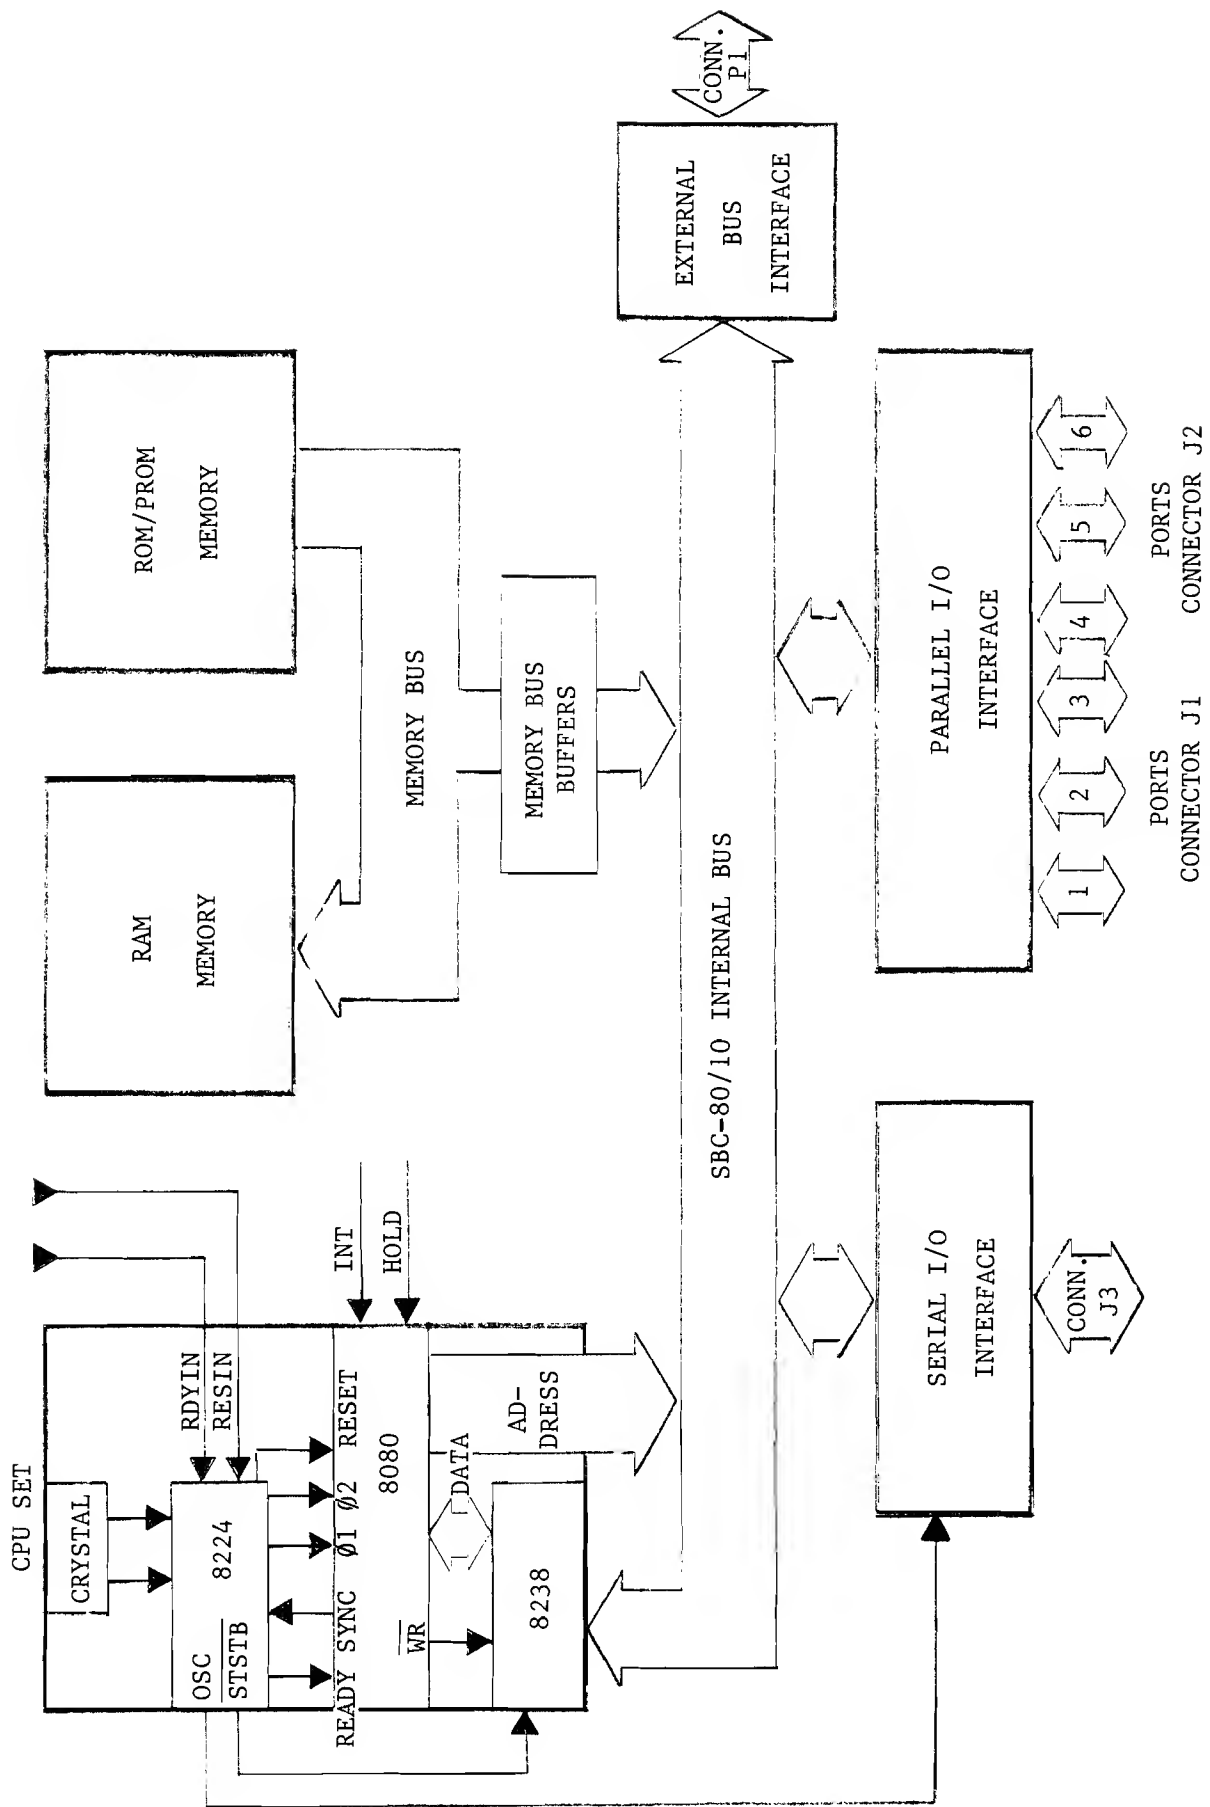 CPU SET
CRYSTAL
8224
OSC
STSTB
RDYIN
RESIN
READY SYNC Ø1 Ø2 RESET
8080
INT
HOLD
WR
DATA
AD-
DRESS
8238
RAM
MEMORY
ROM/PROM
MEMORY
MEMORY BUS
MEMORY BUS
BUFFERS
SBC-80/10 INTERNAL BUS
EXTERNAL
BUS
INTERFACE
CONN.
P1
SERIAL I/O
INTERFACE
CONN.
J3
PARALLEL I/O
INTERFACE
1 2 3 4 5 6
PORTS
CONNECTOR J1
PORTS
CONNECTOR J2